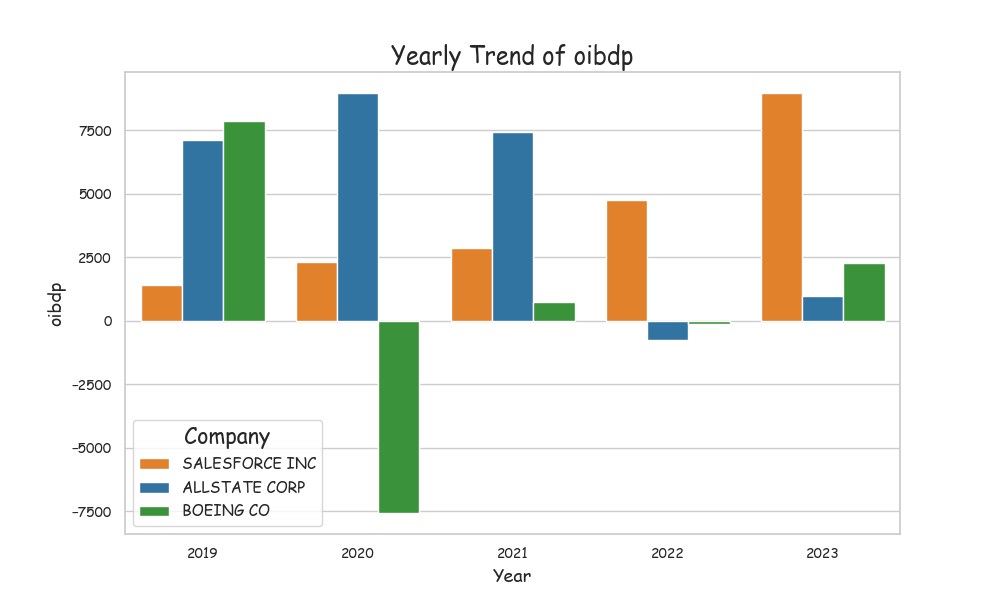 Yearly Trend of oibdp
oibdp
7500
5000
2500
0
-2500
-5000
-7500
Company
SALESFORCE INC
ALLSTATE CORP
BOEING CO
2019
2020
2021
2022
2023
Year